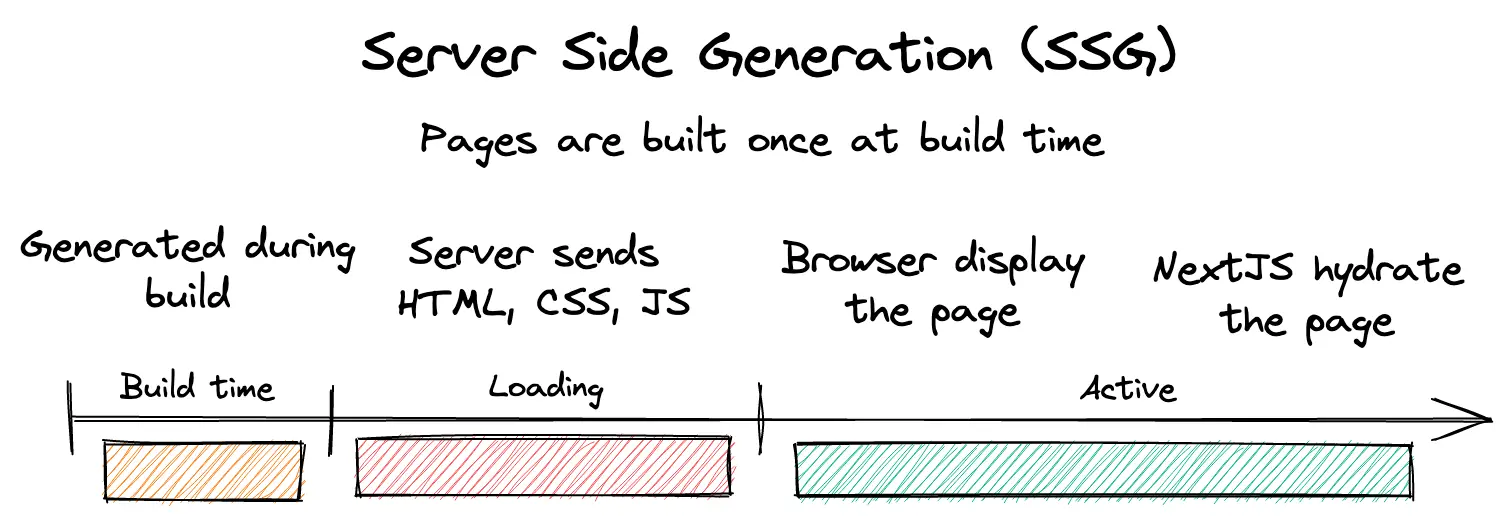 Server Side Generation (SSG)
Pages are built once at build time
Generated during
build
Server sends
HTML, CSS, JS
Browser display
the page
NextJS hydrate
the page
Build time
Loading
Active